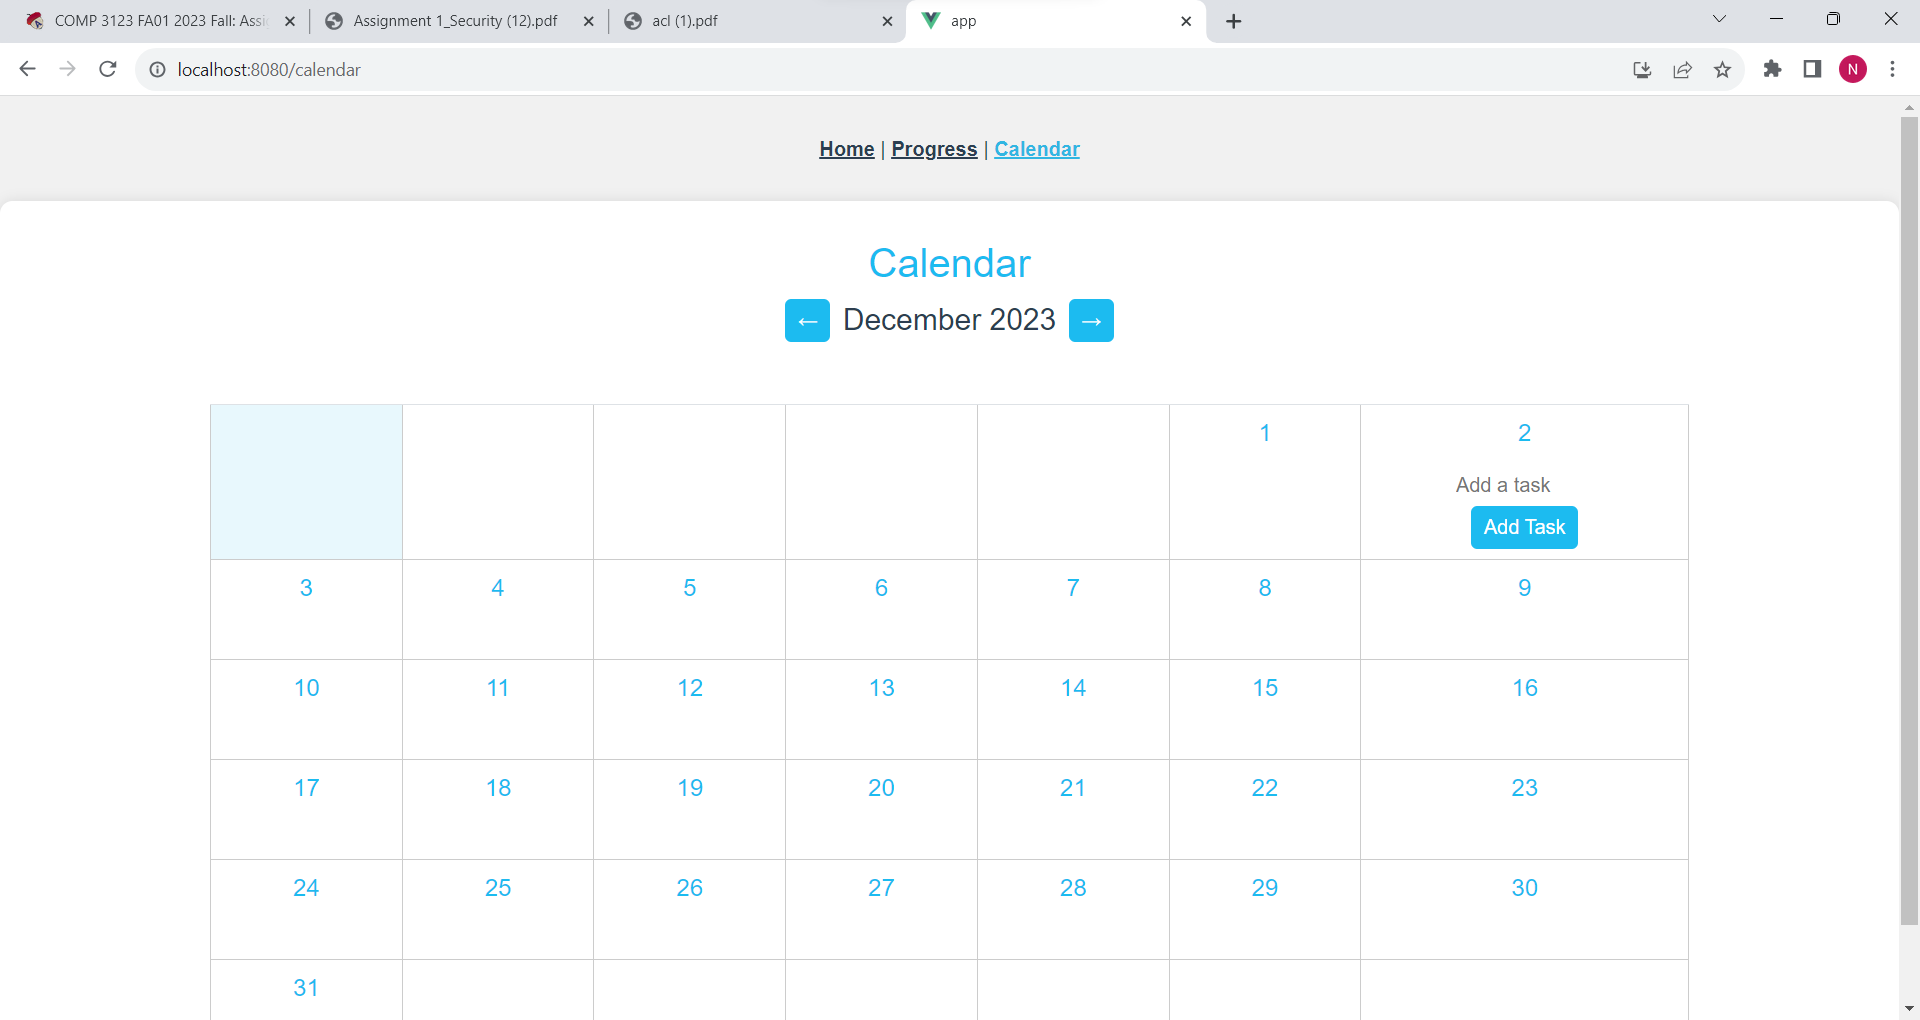 COMP 3123 FA01 2023 Fall: Assi
Assignment 1_Security (12).pdf
acl (1).pdf
app
localhost:8080/calendar
N
Home | Progress | Calendar
Calendar
← December 2023 →
1 2
Add a task
Add Task
3 4 5 6 7 8 9
10 11 12 13 14 15 16
17 18 19 20 21 22 23
24 25 26 27 28 29 30
31